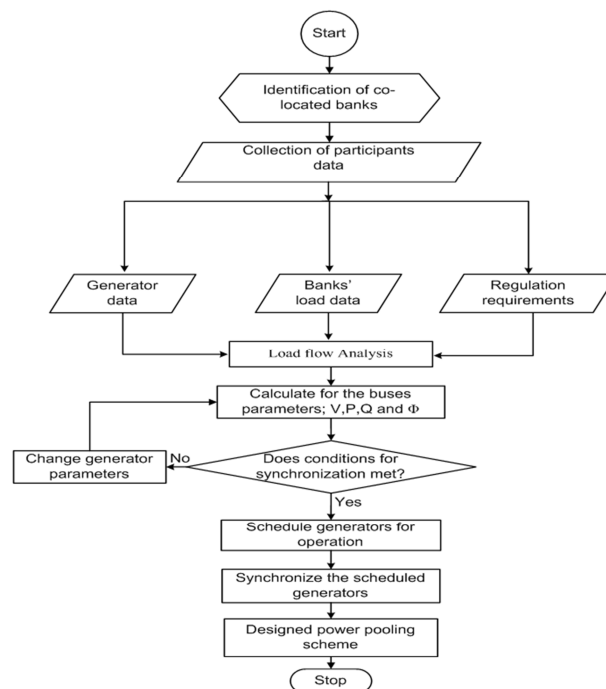 Start
Identification of co-
located banks
Collection of participants
data
Generator
data
Banks'
load data
Regulation
requirements
Load flow Analysis
Calculate for the buses
parameters; V,P,Q and Φ
Does conditions for
synchronization met?
No
Change generator
parameters
Yes
Schedule generators for
operation
Synchronize the scheduled
generators
Designed power pooling
scheme
Stop